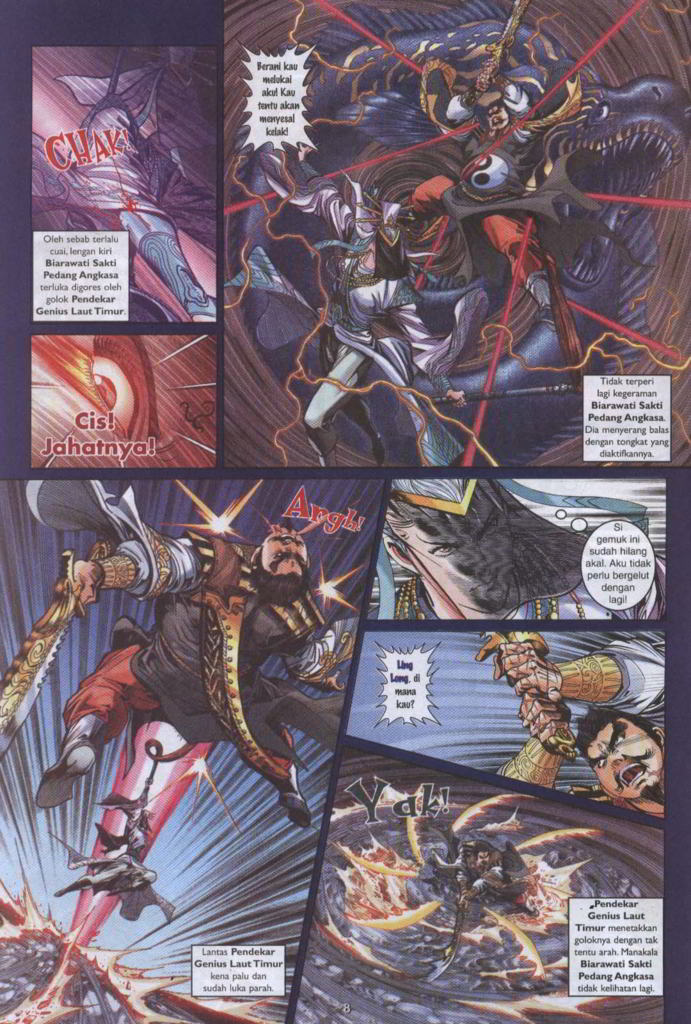 CHAK!
Oleh sebab terlalu
cuai, lengan kiri
Biarawati Sakti
Pedang Angkasa
terluka digores oleh
golok Pendekar
Genius Laut Timur.
Cis!
Jahatnya!
Berani kau
melukai
aku! Kau
tentu akan
menyesal
kelak!
Tidak terperi
lagi kegeraman
Biarawati Sakti
Pedang Angkasa.
Dia menyerang balas
dengan tongkat yang
diaktifkannya.
Argh!
Lantas Pendekar
Genius Laut Timur
kena palu dan
sudah luka parah.
Si
gemuk ini
sudah hilang
akal. Aku tidak
perlu bergelut
dengan
lagi!
Ling
Long, di
mana
kau?
Yak!
Pendekar
Genius Laut
Timur menetakkan
goloknya dengan tak
tentu arah. Manakala
Biarawati Sakti
Pedang Angkasa
tidak kelihatan lagi.
8